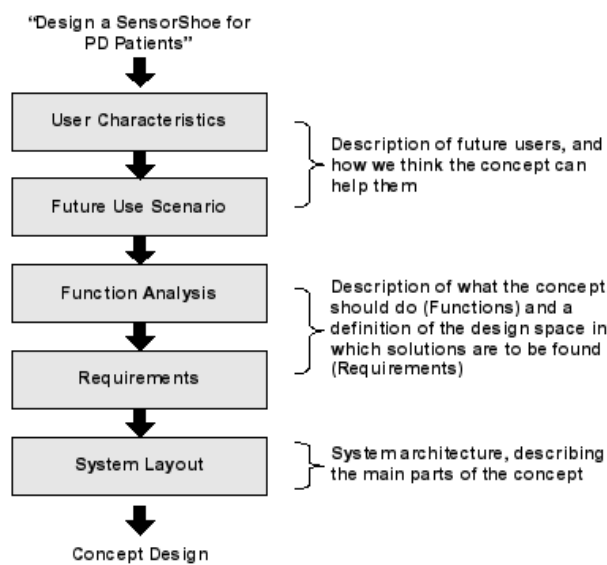 “Design a SensorShoe for
PD Patients”
User Characteristics
Description of future users, and
how we think the concept can
help them
Future Use Scenario
Function Analysis
Description of what the concept
should do (Functions) and a
definition of the design space in
which solutions are to be found
(Requirements)
Requirements
System Layout
System architecture, describing
the main parts of the concept
Concept Design